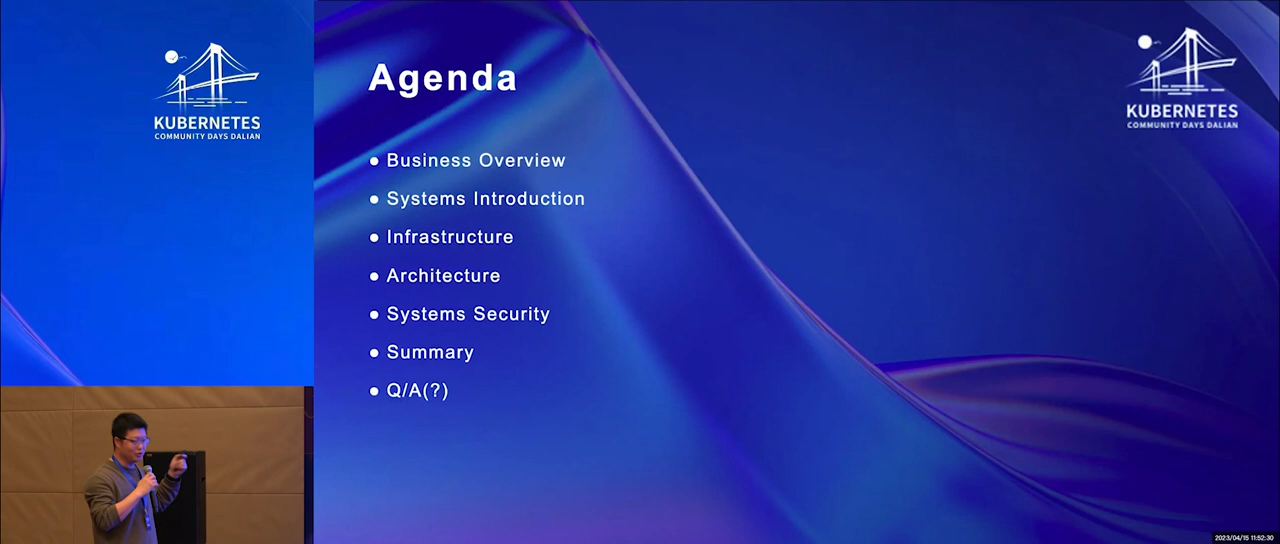 KUBERNETES
COMMUNITY DAYS DALIAN
Agenda
Business Overview
Systems Introduction
Infrastructure
Architecture
Systems Security
Summary
Q/A(?)
KUBERNETES
COMMUNITY DAYS DALIAN
2023/04/15 11:52:30